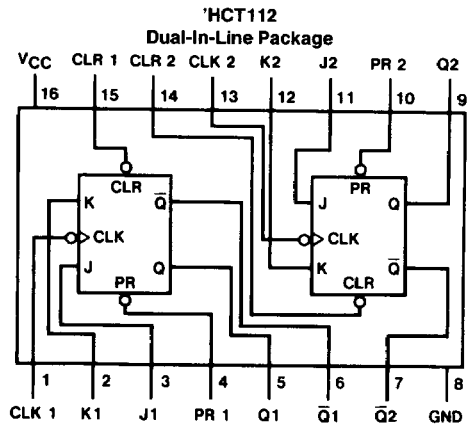 'HCT112
Dual-In-Line Package
VCC CLR 1 CLR 2 CLK 2 K2 J2 PR 2 Q2
16 15 14 13 12 11 10 9
CLR PR
K Q̅ J Q
CLK CLK
J Q K Q̅
PR CLR
1 2 3 4 5 6 7 8
CLK 1 K1 J1 PR 1 Q1 Q̅1 Q̅2 GND